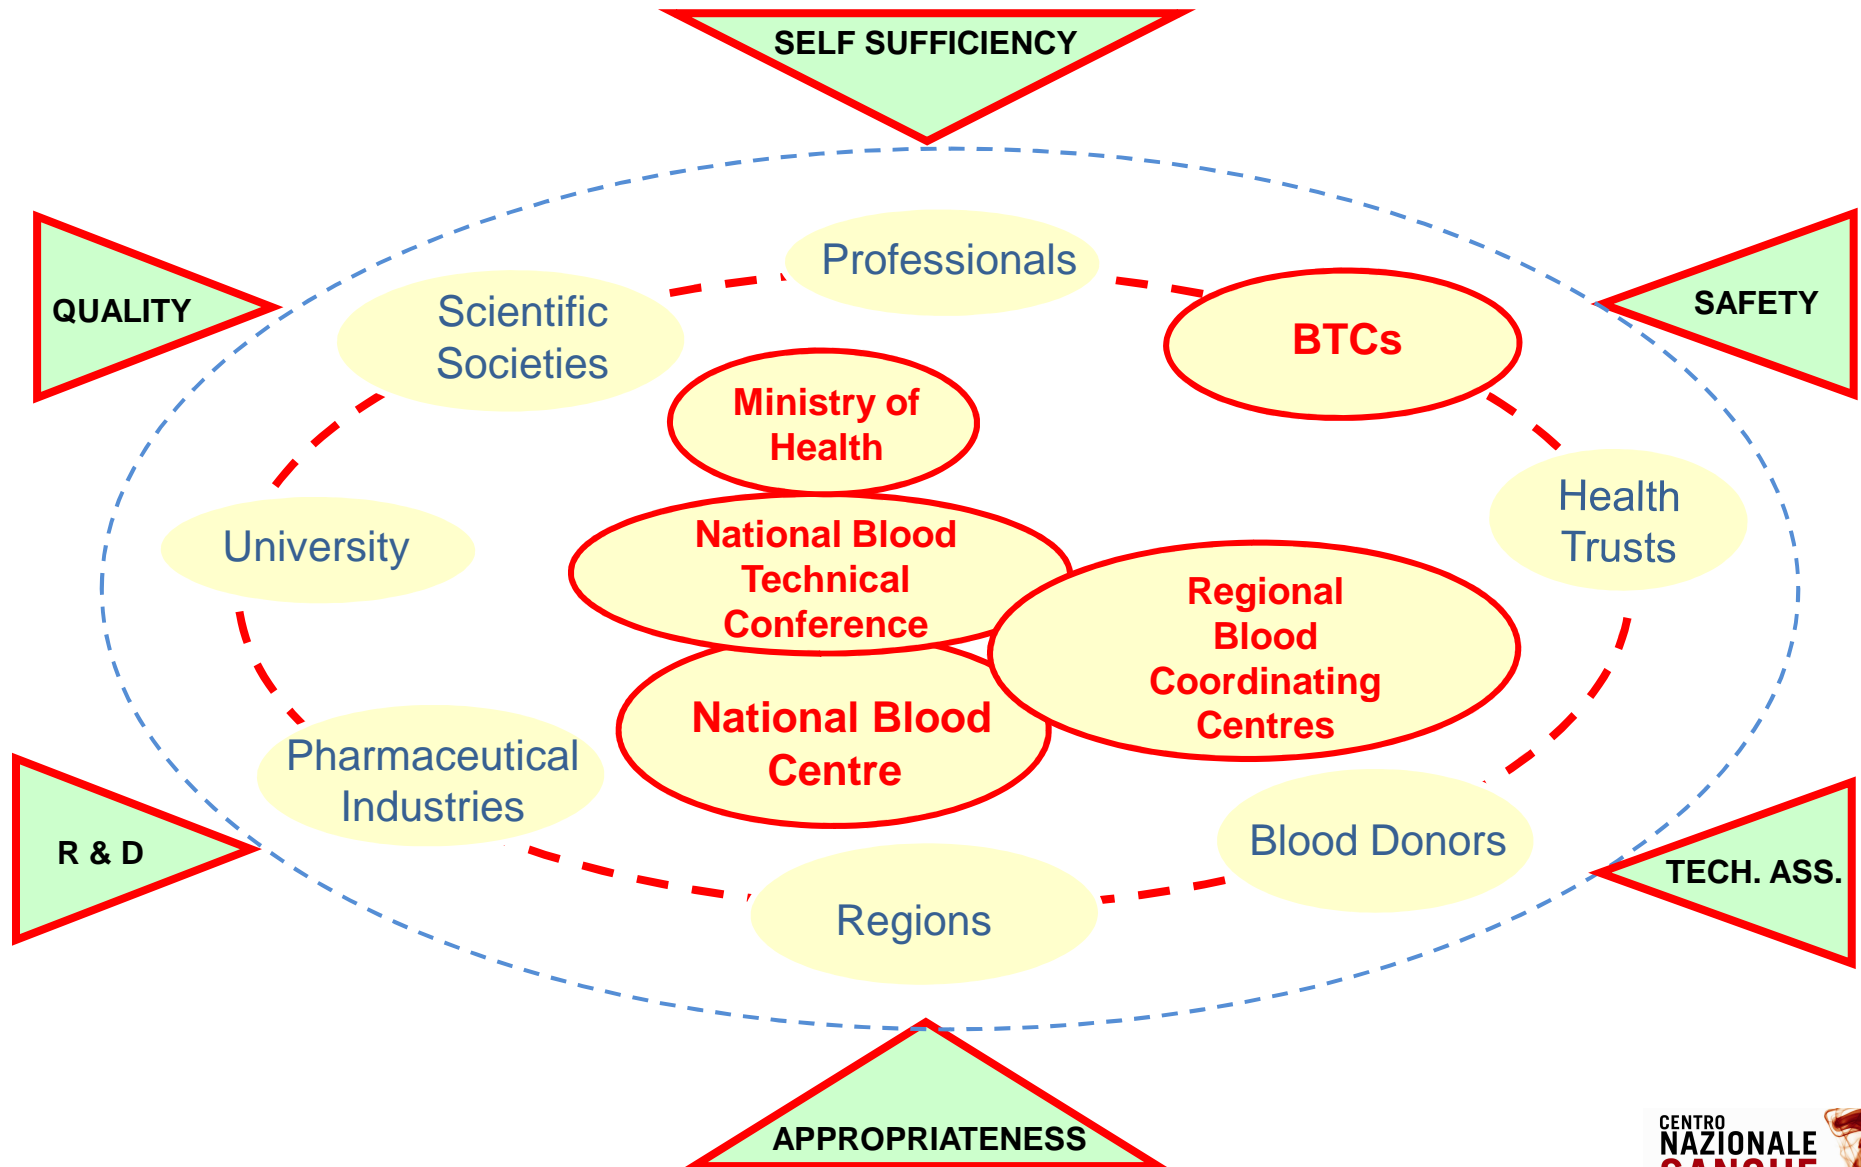 SELF SUFFICIENCY
QUALITY
SAFETY
Professionals
Scientific
Societies
BTCs
Ministry of
Health
Health
Trusts
University
National Blood
Technical
Conference
Regional
Blood
Coordinating
Centres
National Blood
Centre
Pharmaceutical
Industries
Blood Donors
R & D
TECH. ASS.
Regions
APPROPRIATENESS
CENTRO
NAZIONALE
SANGUE